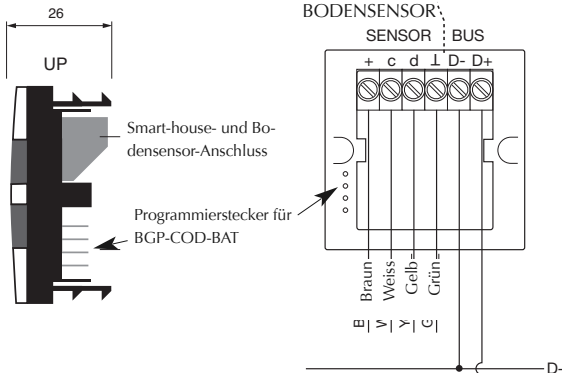 26
UP
Smart-house- und Bo-
densensor-Anschluss
Programmierstecker für
BGP-COD-BAT
BODENSENSOR
SENSOR BUS
+ c d ⊥ D- D+
Braun
Weiss
Gelb
Grün
D-